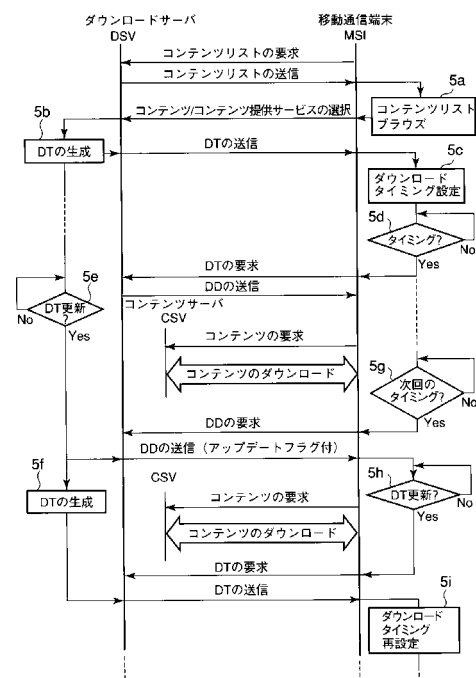 ダウンロードサーバ
DSV
移動通信端末
MSI
コンテンツリストの要求
コンテンツリストの送信
5a
コンテンツリスト
ブラウズ
コンテンツ/コンテンツ提供サービスの選択
5b
DTの生成
DTの送信
5c
ダウンロード
タイミング設定
5d
タイミング?
No
Yes
DTの要求
5e
DT更新
?
No
Yes
DDの送信
コンテンツサーバ
CSV
コンテンツの要求
コンテンツのダウンロード
5g
次回の
タイミング?
No
Yes
DDの要求
DDの送信(アップデートフラグ付)
5f
DTの生成
CSV
5h
DT更新?
No
Yes
コンテンツの要求
コンテンツのダウンロード
DTの要求
DTの送信
5i
ダウンロード
タイミング
再設定